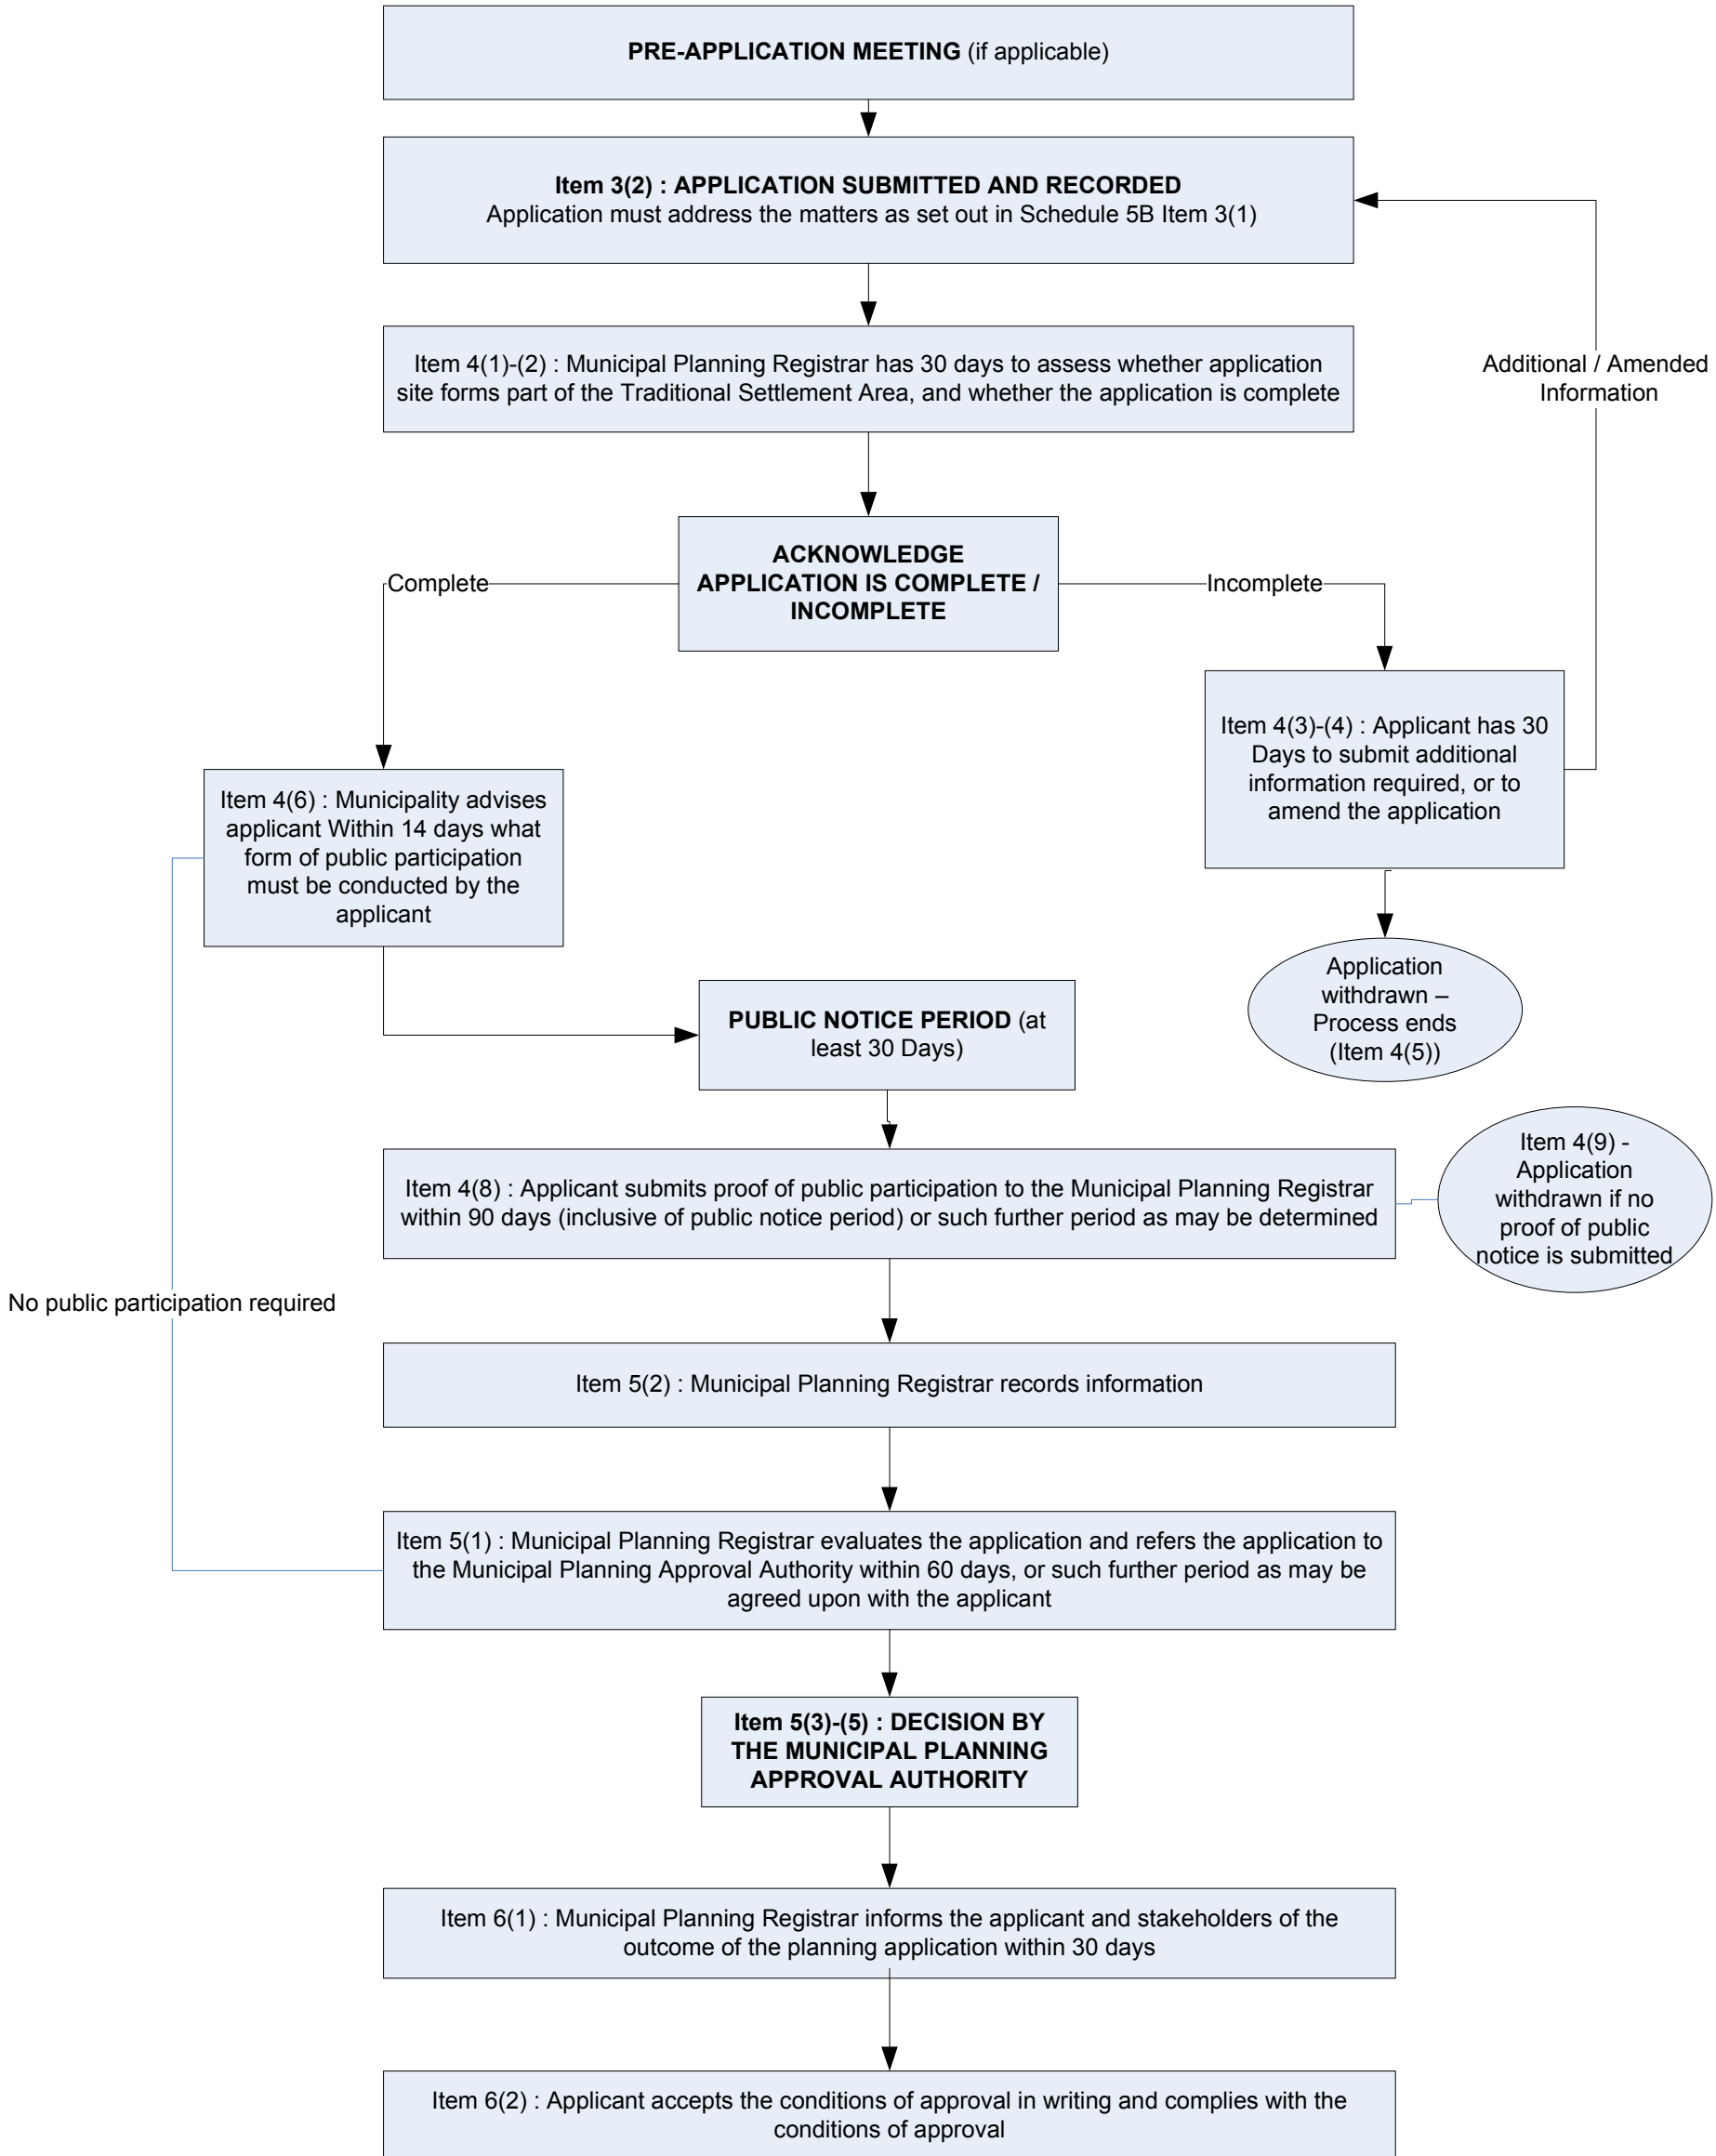 PRE-APPLICATION MEETING (if applicable)
Item 3(2) : APPLICATION SUBMITTED AND RECORDED
Application must address the matters as set out in Schedule 5B Item 3(1)
Item 4(1)-(2) : Municipal Planning Registrar has 30 days to assess whether application
site forms part of the Traditional Settlement Area, and whether the application is complete
Additional / Amended
Information
ACKNOWLEDGE
APPLICATION IS COMPLETE /
INCOMPLETE
Complete
Incomplete
Item 4(3)-(4) : Applicant has 30
Days to submit additional
information required, or to
amend the application
Item 4(6) : Municipality advises
applicant Within 14 days what
form of public participation
must be conducted by the
applicant
Application
withdrawn –
Process ends
(Item 4(5))
PUBLIC NOTICE PERIOD (at
least 30 Days)
Item 4(8) : Applicant submits proof of public participation to the Municipal Planning Registrar
within 90 days (inclusive of public notice period) or such further period as may be determined
Item 4(9) -
Application
withdrawn if no
proof of public
notice is submitted
No public participation required
Item 5(2) : Municipal Planning Registrar records information
Item 5(1) : Municipal Planning Registrar evaluates the application and refers the application to
the Municipal Planning Approval Authority within 60 days, or such further period as may be
agreed upon with the applicant
Item 5(3)-(5) : DECISION BY
THE MUNICIPAL PLANNING
APPROVAL AUTHORITY
Item 6(1) : Municipal Planning Registrar informs the applicant and stakeholders of the
outcome of the planning application within 30 days
Item 6(2) : Applicant accepts the conditions of approval in writing and complies with the
conditions of approval